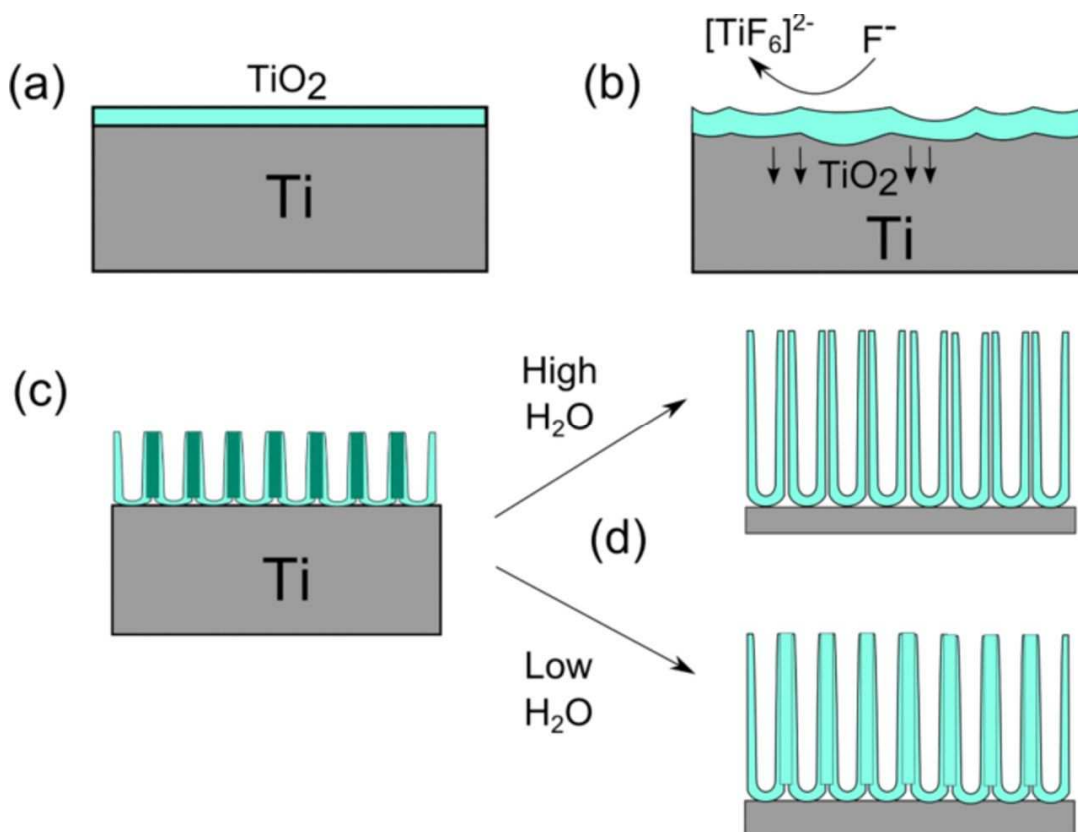 (a)
TiO₂
Ti
(b)
[TiF₆]²⁻ F⁻
TiO₂
Ti
(c)
Ti
High
H₂O
(d)
Low
H₂O